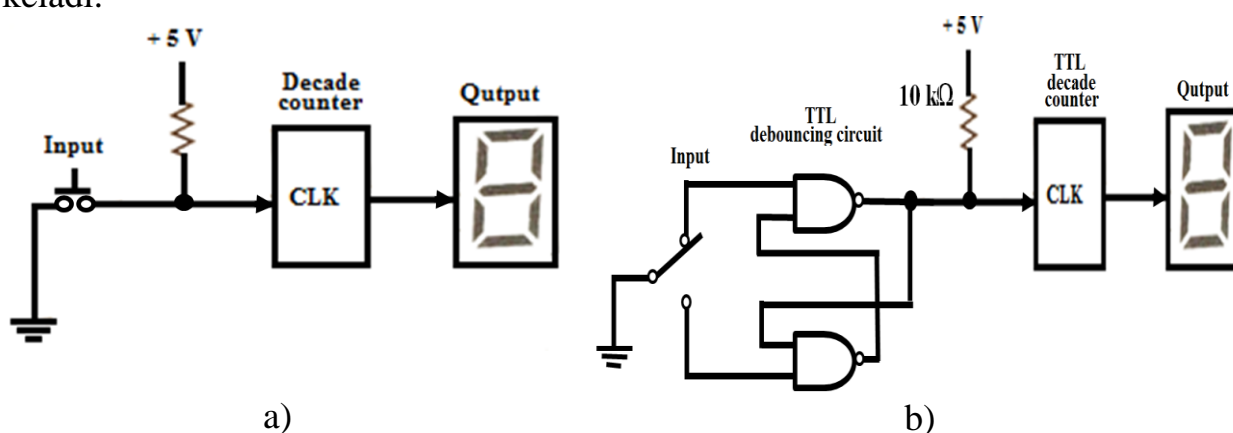 + 5 V
Decade
counter
Qutput
Input
CLK
a)
+5 V
10 kΩ
TTL
decade
counter
Qutput
TTL
debouncing circuit
Input
CLK
b)